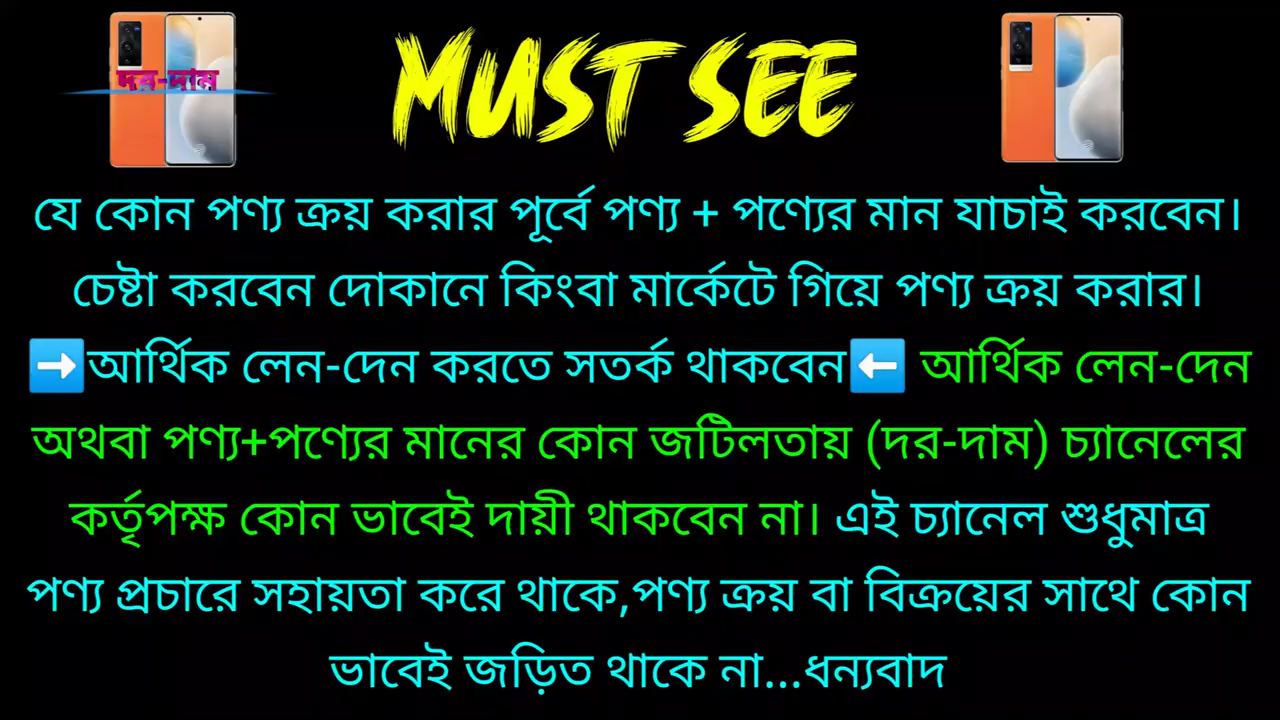 দর-দাম
MUST SEE
যে কোন পণ্য ক্রয় করার পূর্বে পণ্য + পণ্যের মান যাচাই করবেন।
চেষ্টা করবেন দোকানে কিংবা মার্কেটে গিয়ে পণ্য ক্রয় করার।
➡️আর্থিক লেন-দেন করতে সতর্ক থাকবেন⬅️ আর্থিক লেন-দেন
অথবা পণ্য+পণ্যের মানের কোন জটিলতায় (দর-দাম) চ্যানেলের
কর্তৃপক্ষ কোন ভাবেই দায়ী থাকবেন না। এই চ্যানেল শুধুমাত্র
পণ্য প্রচারে সহায়তা করে থাকে,পণ্য ক্রয় বা বিক্রয়ের সাথে কোন
ভাবেই জড়িত থাকে না...ধন্যবাদ